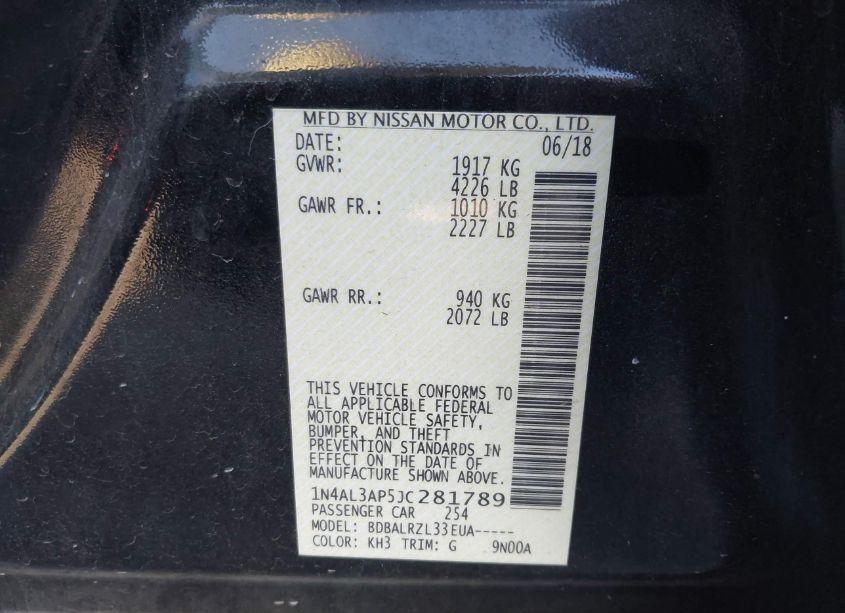 MFD BY NISSAN MOTOR CO., LTD.
DATE: 06/18
GVWR: 1917 KG
4226 LB
GAWR FR.: 1010 KG
2227 LB
GAWR RR.: 940 KG
2072 LB
THIS VEHICLE CONFORMS TO
ALL APPLICABLE FEDERAL
MOTOR VEHICLE SAFETY,
BUMPER, AND THEFT
PREVENTION STANDARDS IN
EFFECT ON THE DATE OF
MANUFACTURE SHOWN ABOVE.
1N4AL3AP5JC281789
PASSENGER CAR 254
MODEL: BDBALRZL33EUA-----
COLOR: KH3 TRIM: G 9N00A